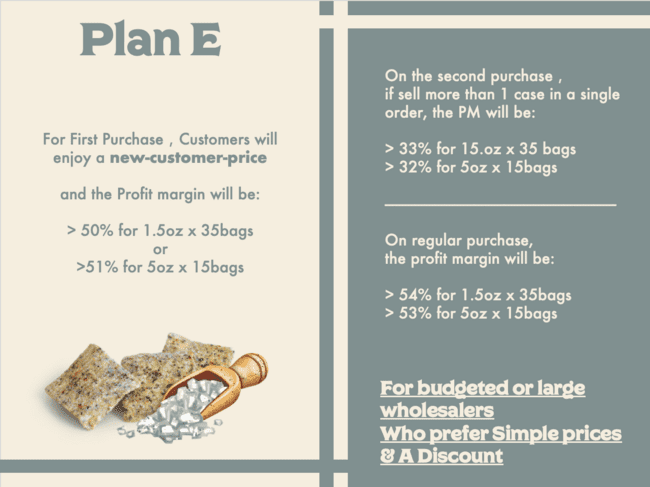 Plan E
For First Purchase , Customers will
enjoy a new-customer-price
and the Profit margin will be:
> 50% for 1.5oz x 35bags
or
>51% for 5oz x 15bags
On the second purchase ,
if sell more than 1 case in a single
order, the PM will be:
> 33% for 15.oz x 35 bags
> 32% for 5oz x 15bags
On regular purchase,
the profit margin will be:
> 54% for 1.5oz x 35bags
> 53% for 5oz x 15bags
For budgeted or large
wholesalers
Who prefer Simple prices
& A Discount